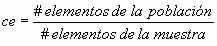 ce = # elementos de la población
# elementos de la muestra